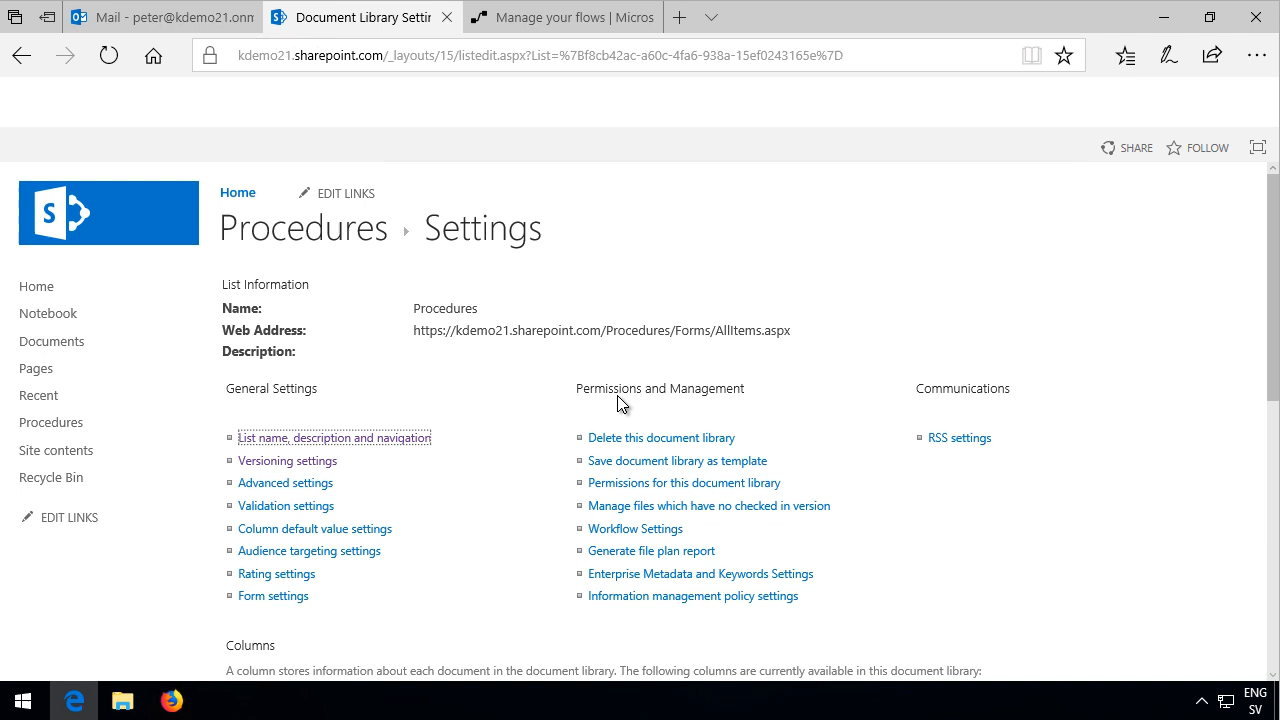 Mail - peter@kdemo21.onm
Document Library Settin
Manage your flows | Micros
kdemo21.sharepoint.com/_layouts/15/listedit.aspx?List=%7Bf8cb42ac-a60c-4fa6-938a-15ef0243165e%7D
SHARE
FOLLOW
S
Home
EDIT LINKS
Procedures
Settings
Home
Notebook
Documents
Pages
Recent
Procedures
Site contents
Recycle Bin
EDIT LINKS
List Information
Name: Procedures
Web Address: https://kdemo21.sharepoint.com/Procedures/Forms/AllItems.aspx
Description:
General Settings
List name, description and navigation
Versioning settings
Advanced settings
Validation settings
Column default value settings
Audience targeting settings
Rating settings
Form settings
Permissions and Management
Delete this document library
Save document library as template
Permissions for this document library
Manage files which have no checked in version
Workflow Settings
Generate file plan report
Enterprise Metadata and Keywords Settings
Information management policy settings
Communications
RSS settings
Columns
A column stores information about each document in the document library. The following columns are currently available in this document library:
ENG
SV